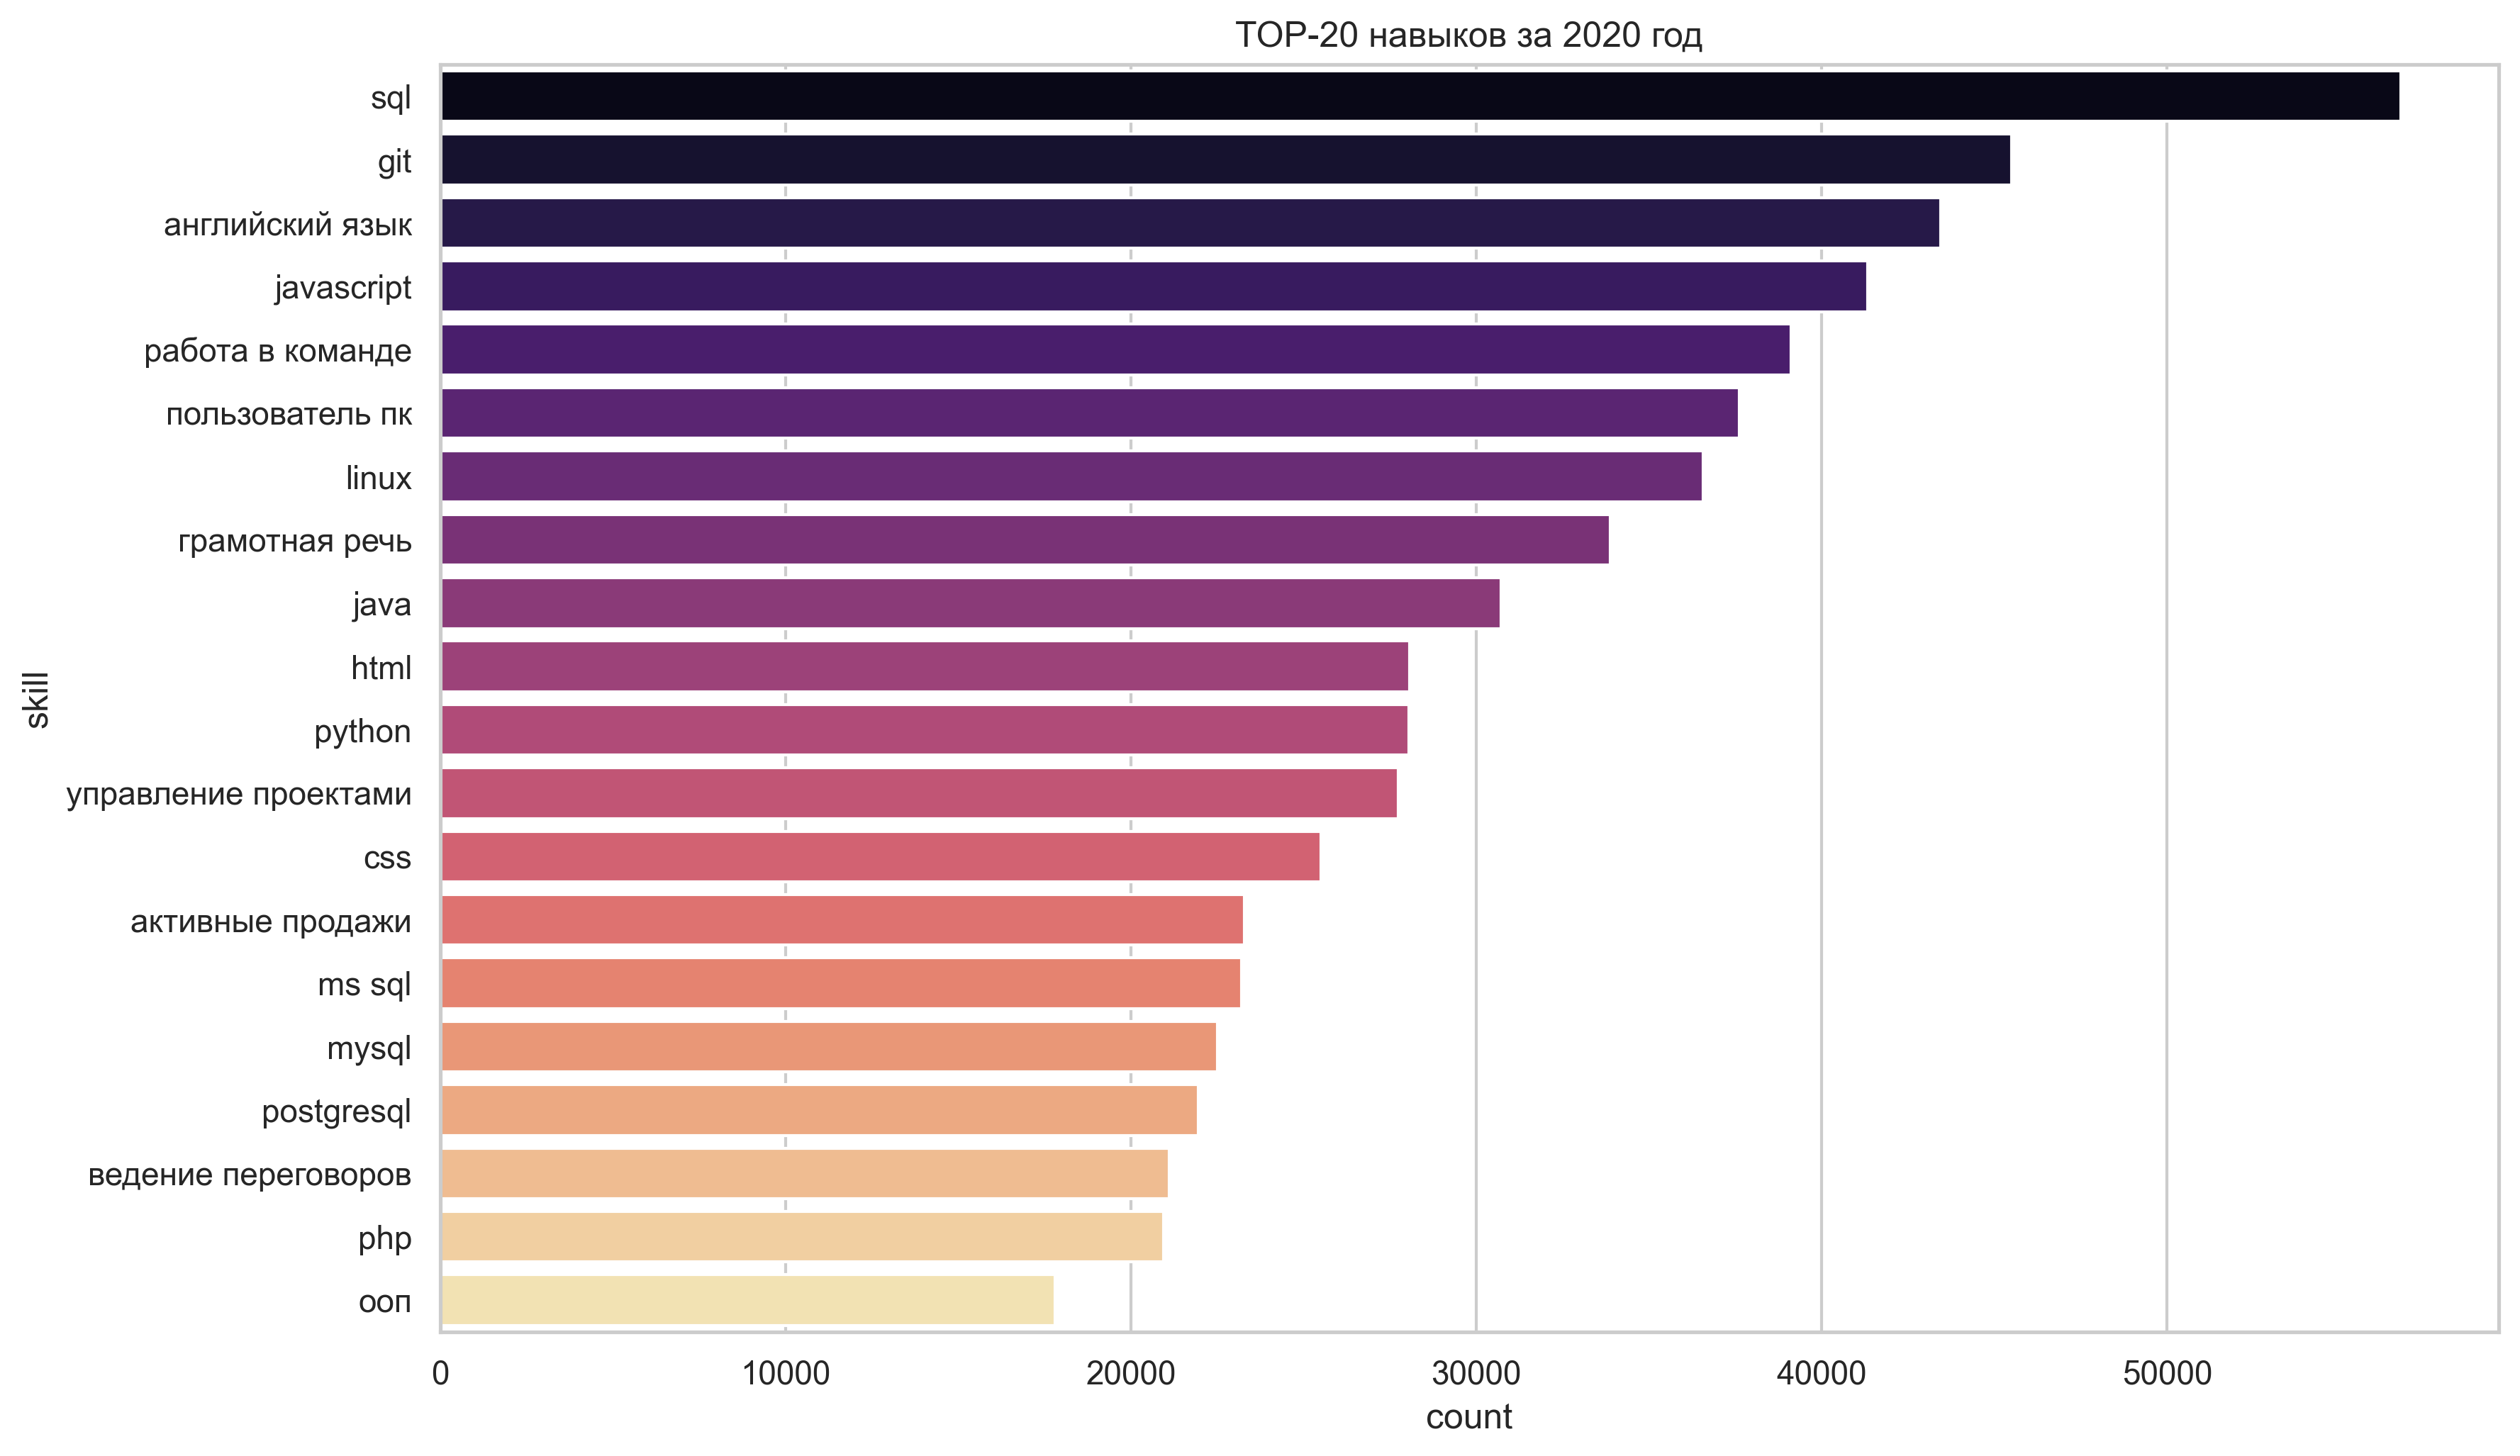 TOP-20 навыков за 2020 год
sql
git
английский язык
javascript
работа в команде
пользователь пк
linux
грамотная речь
java
html
python
управление проектами
css
активные продажи
ms sql
mysql
postgresql
ведение переговоров
php
ооп
skill
0 10000 20000 30000 40000 50000
count